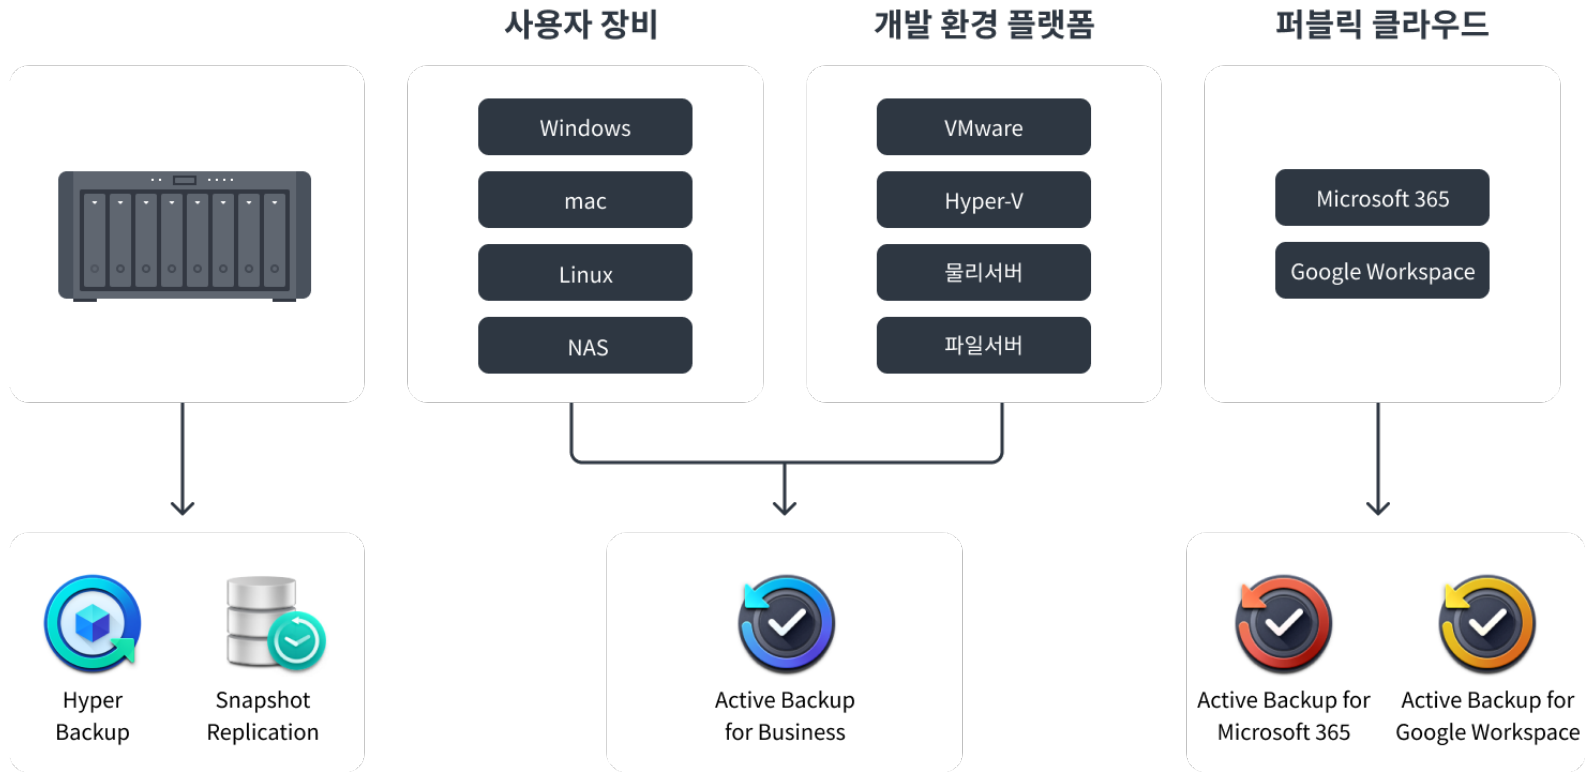 사용자 장비
개발 환경 플랫폼
퍼블릭 클라우드
Windows
mac
Linux
NAS
VMware
Hyper-V
물리서버
파일서버
Microsoft 365
Google Workspace
Hyper
Backup
Snapshot
Replication
Active Backup
for Business
Active Backup for
Microsoft 365
Active Backup for
Google Workspace